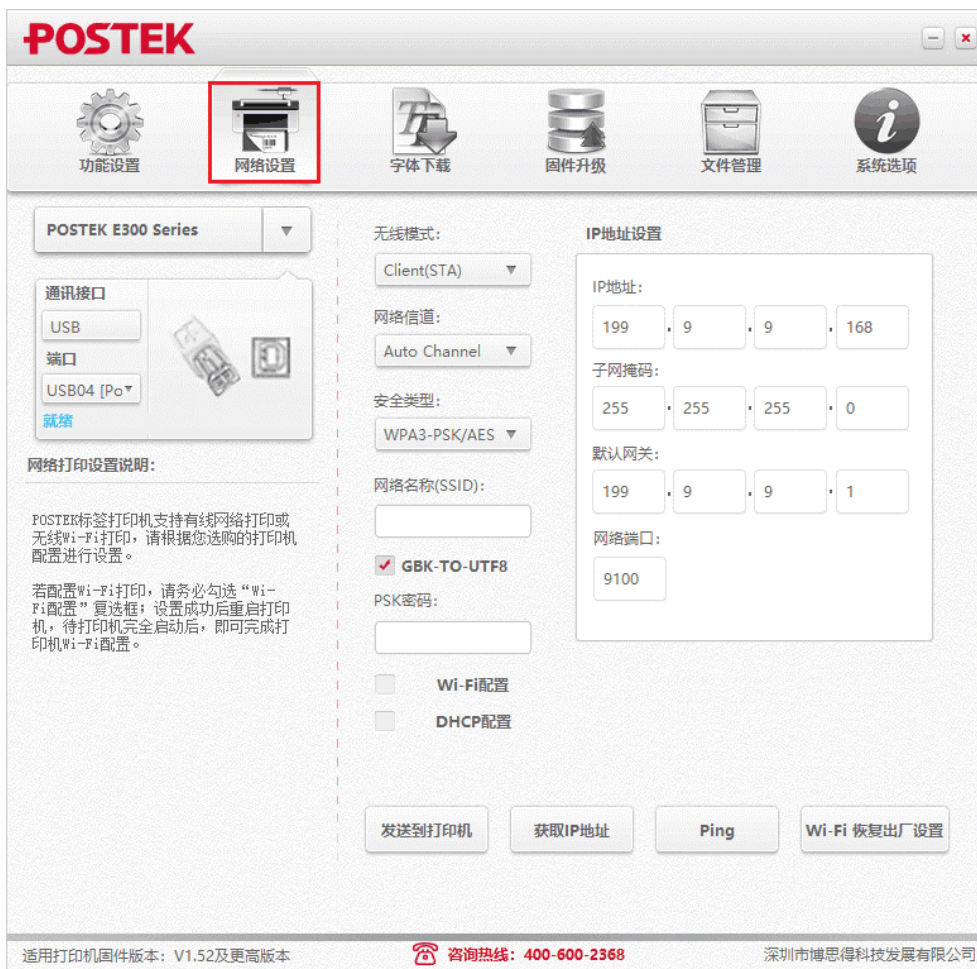 POSTEK
功能设置
网络设置
字体下载
固件升级
文件管理
系统选项
POSTEK E300 Series
通讯接口
USB
端口
USB04 [Po
就绪
网络打印设置说明：
POSTEK标签打印机支持有线网络打印或
无线Wi-Fi打印，请根据您选购的打印机
配置进行设置。
若配置Wi-Fi打印，请务必勾选“Wi-
Fi配置”复选框；设置成功后重启打印
机，待打印机完全启动后，即可完成打
印机Wi-Fi配置。
无线模式：
Client(STA)
网络信道：
Auto Channel
安全类型：
WPA3-PSK/AES
网络名称(SSID)：
GBK-TO-UTF8
PSK密码：
Wi-Fi配置
DHCP配置
IP地址设置
IP地址：
199 . 9 . 9 . 168
子网掩码：
255 . 255 . 255 . 0
默认网关：
199 . 9 . 9 . 1
网络端口：
9100
发送到打印机
获取IP地址
Ping
Wi-Fi 恢复出厂设置
适用打印机固件版本：V1.52及更高版本
咨询热线：400-600-2368
深圳市博思得科技发展有限公司